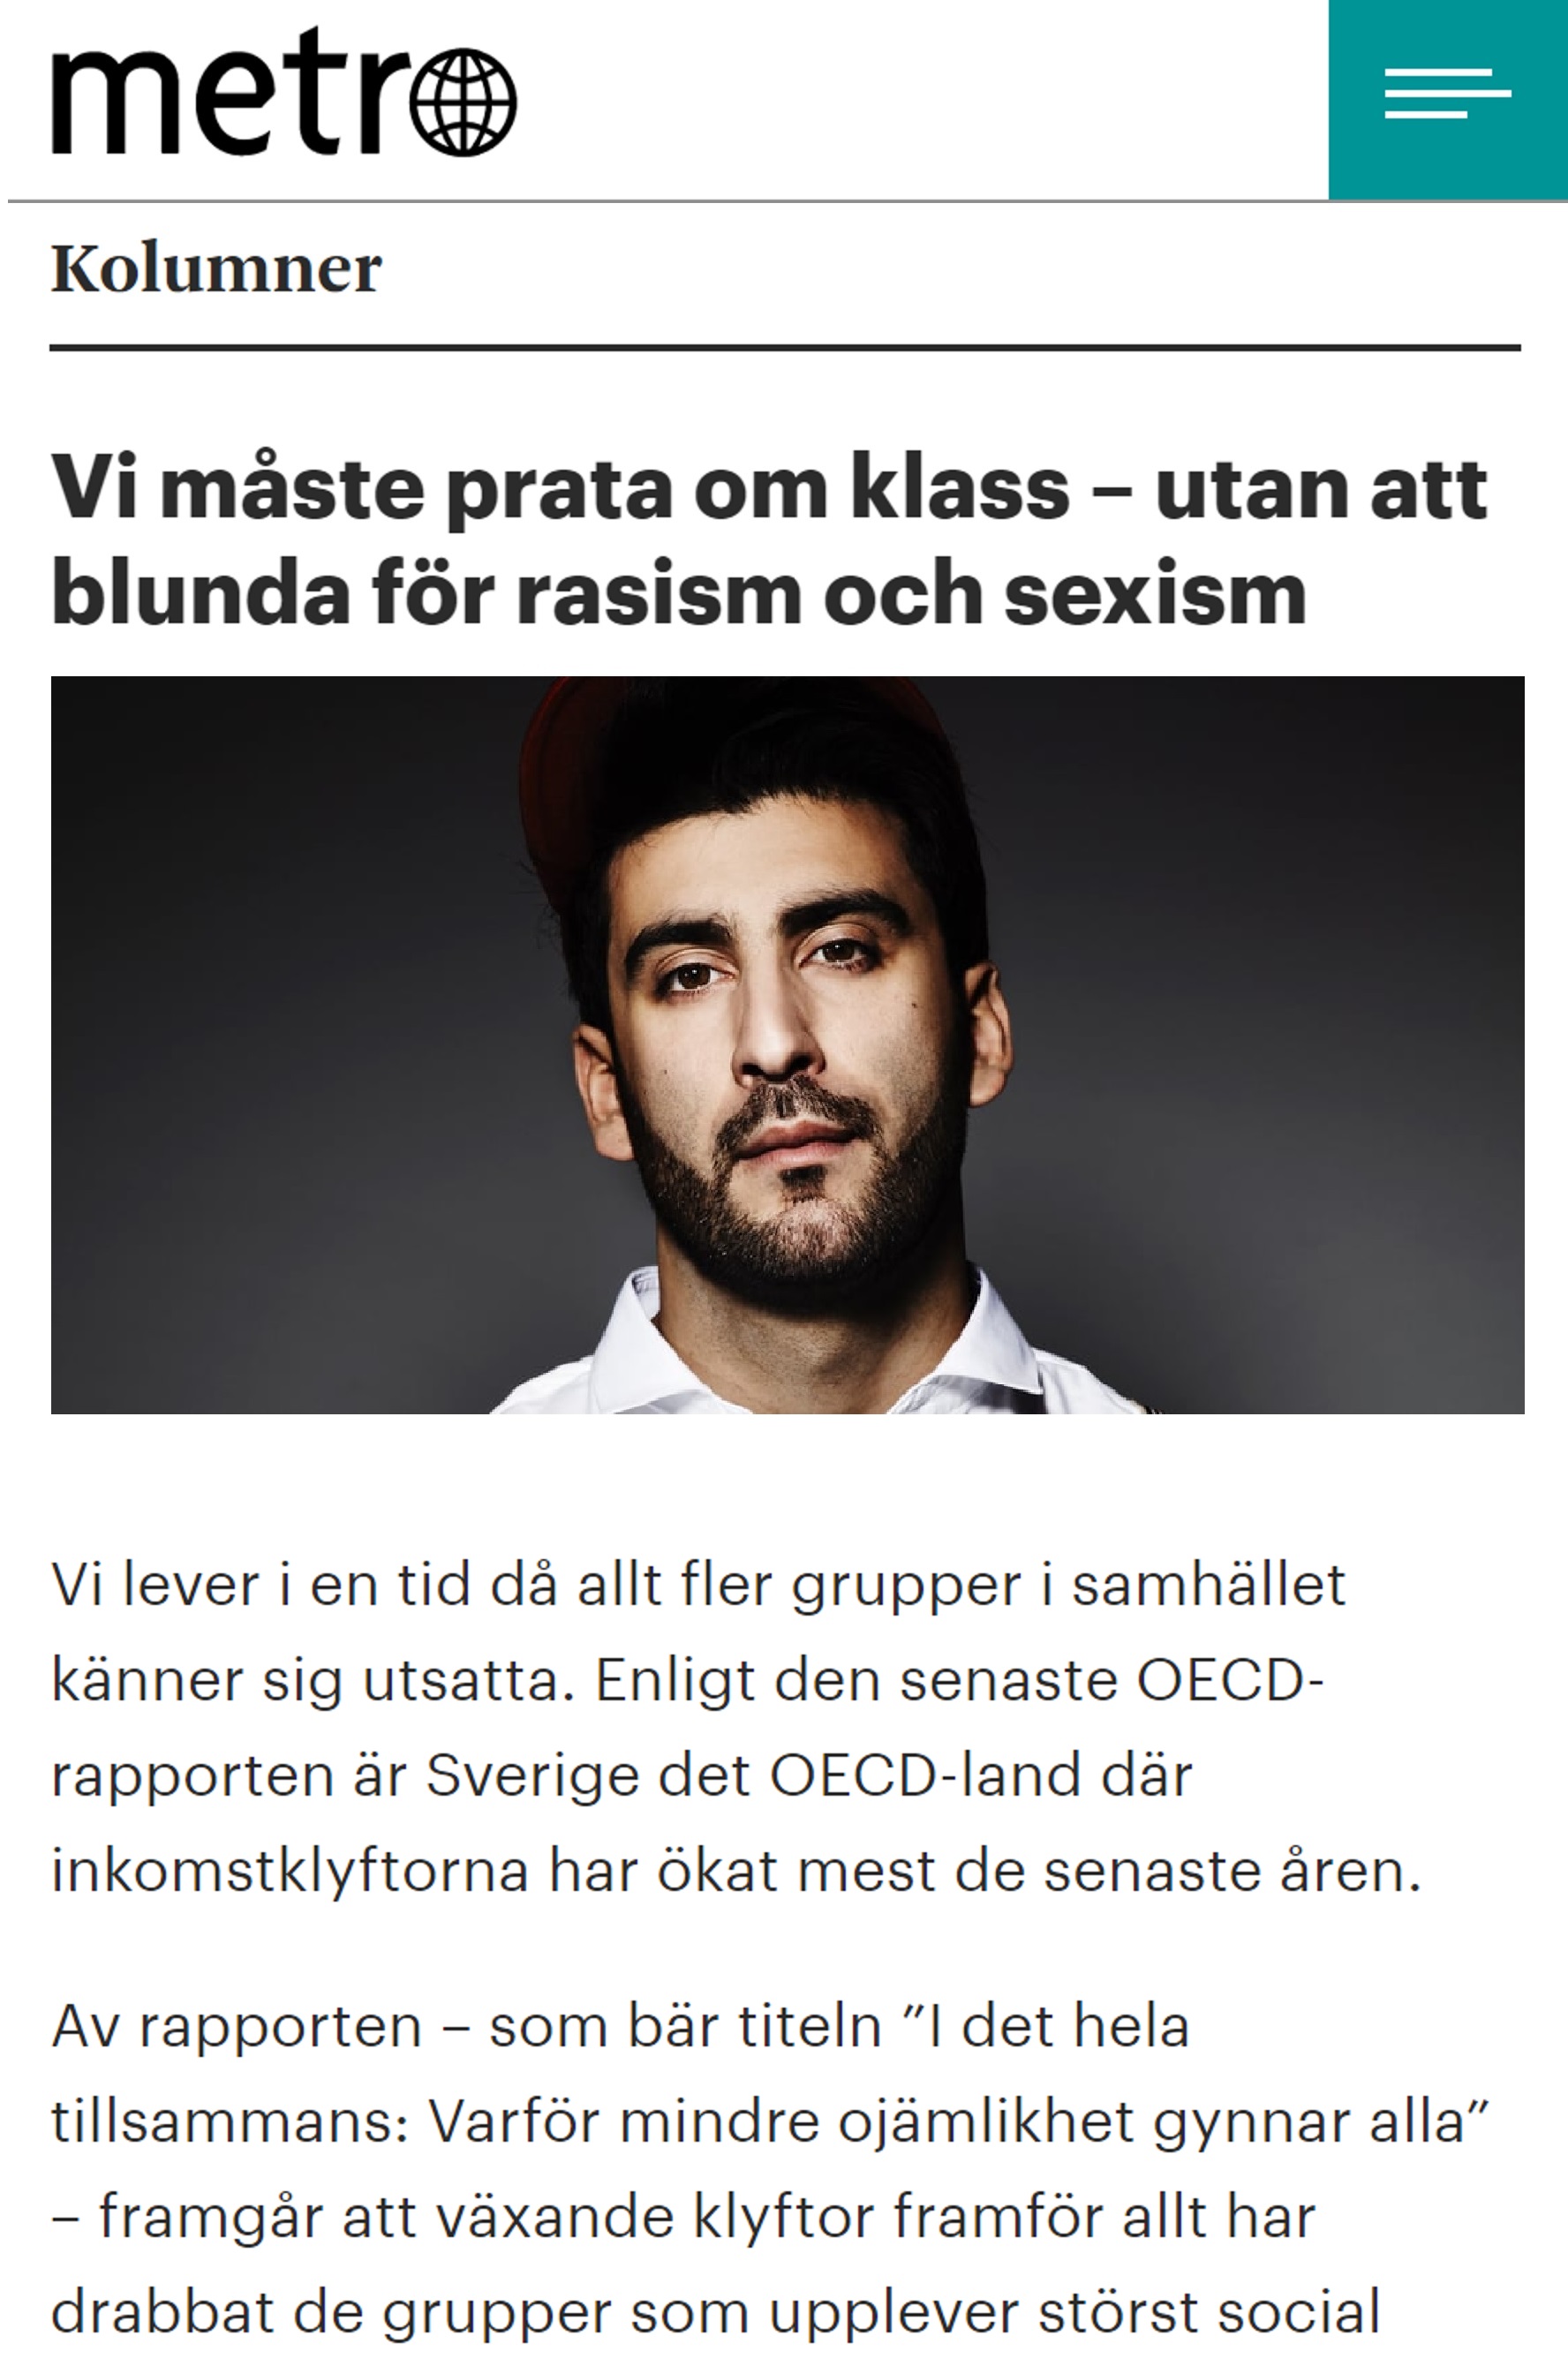 metro
Kolumner
Vi måste prata om klass – utan att
blunda för rasism och sexism
Vi lever i en tid då allt fler grupper i samhället
känner sig utsatta. Enligt den senaste OECD-
rapporten är Sverige det OECD-land där
inkomstklyftorna har ökat mest de senaste åren.
Av rapporten – som bär titeln ”I det hela
tillsammans: Varför mindre ojämlikhet gynnar alla”
– framgår att växande klyftor framför allt har
drabbat de grupper som upplever störst social